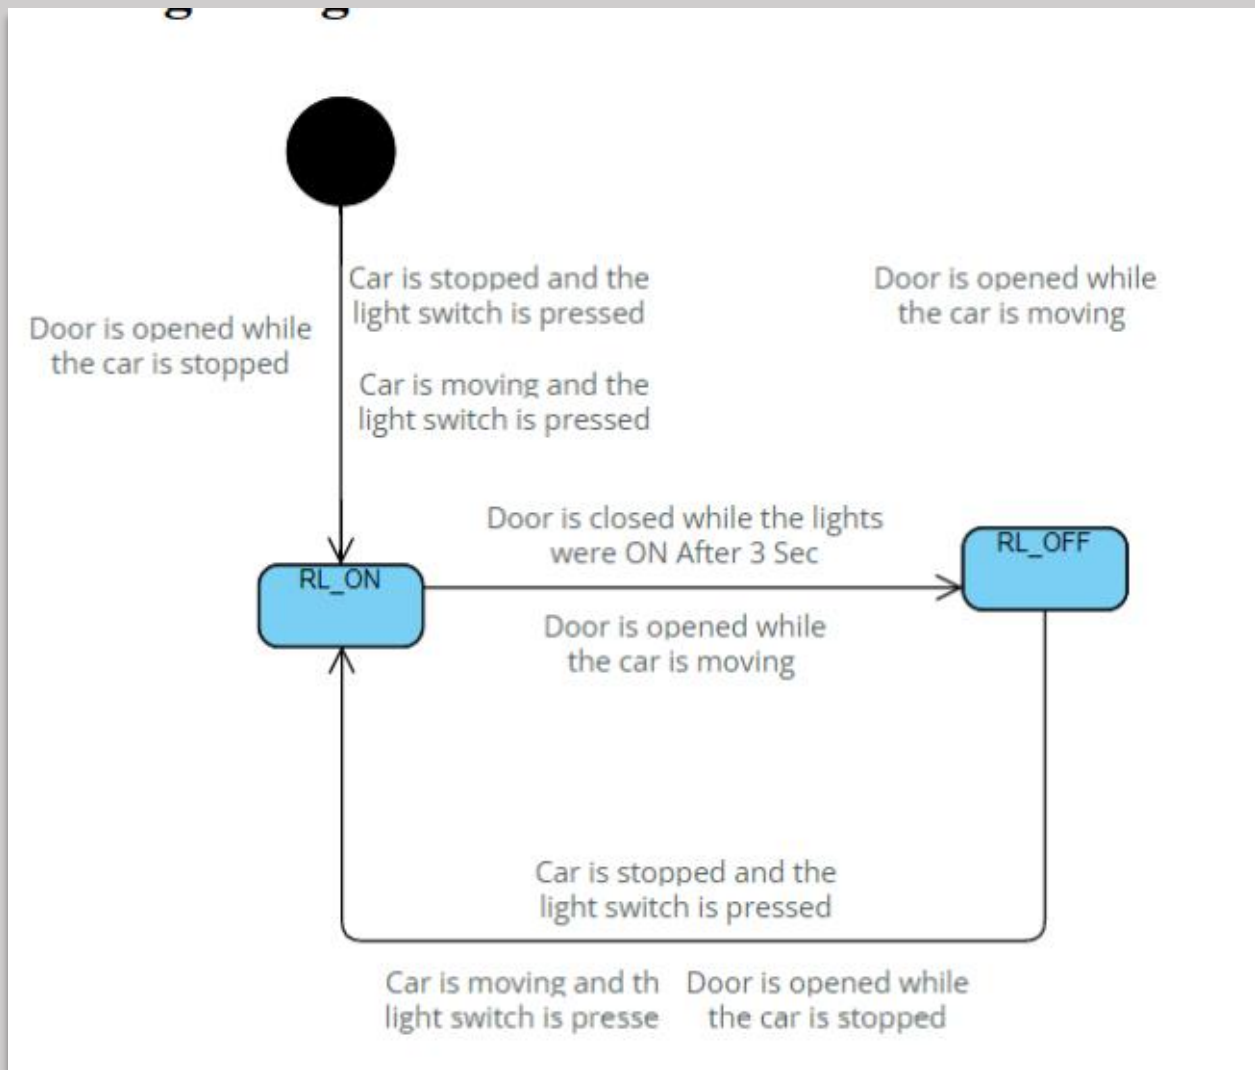 Car is stopped and the
light switch is pressed
Door is opened while
the car is moving
Door is opened while
the car is stopped
Car is moving and the
light switch is pressed
Door is closed while the lights
were ON After 3 Sec
RL_ON
RL_OFF
Door is opened while
the car is moving
Car is stopped and the
light switch is pressed
Car is moving and th
light switch is presse
Door is opened while
the car is stopped